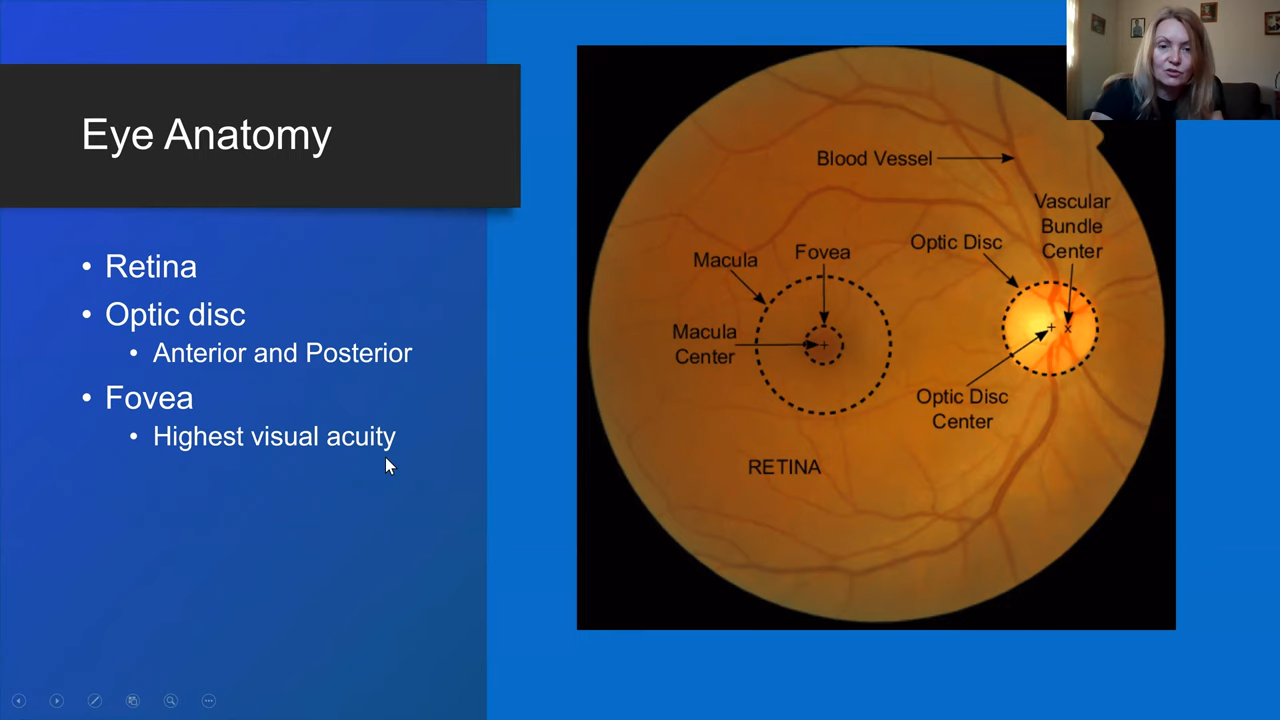 Eye Anatomy
• Retina
• Optic disc
• Anterior and Posterior
• Fovea
• Highest visual acuity
Blood Vessel
Vascular
Bundle
Center
Optic Disc
Fovea
Macula
Macula
Center
Optic Disc
Center
RETINA